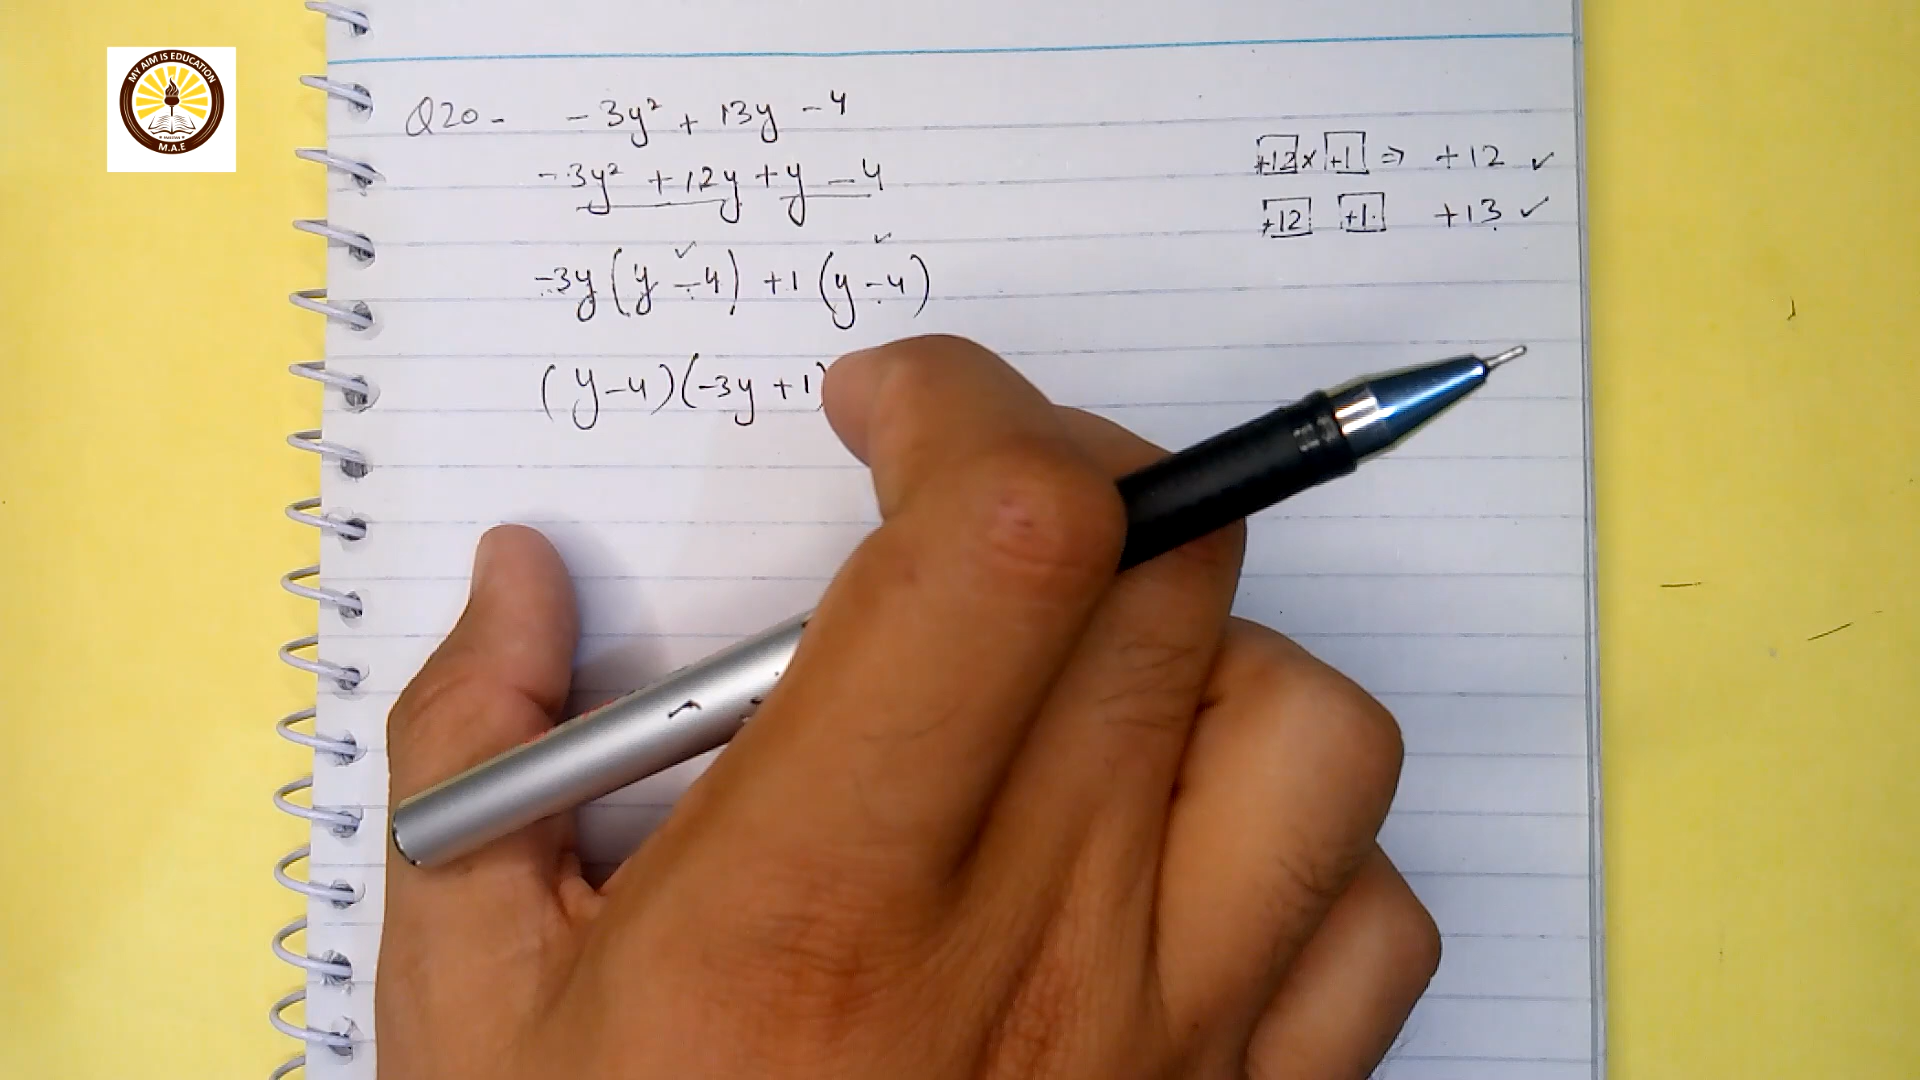 MY AIM IS EDUCATION
M.A.E
Q20- -3y² + 13y -4
-3y² +12y +y -4
-3y(y-4) +1(y-4)
(y-4)(-3y+1)
+12 × +1 ⇒ +12 ✓
+12 +1 +13 ✓